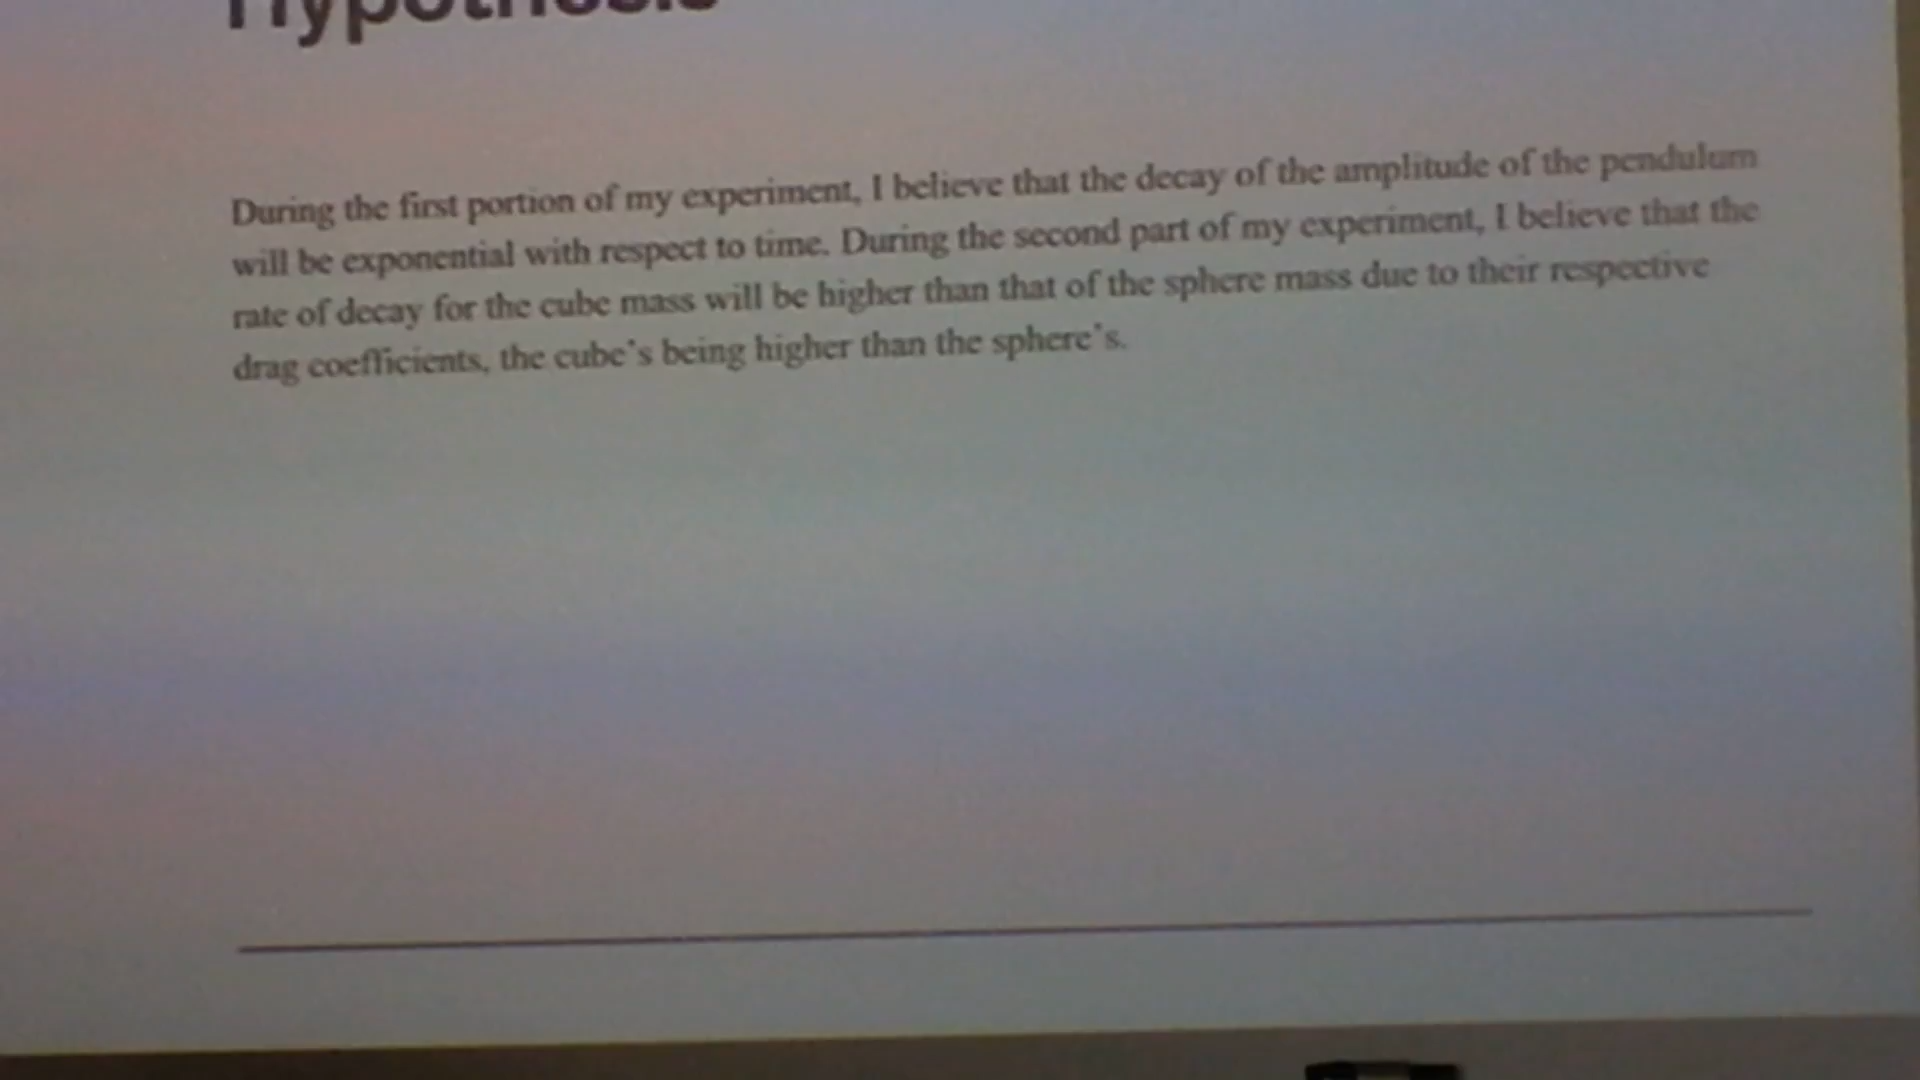 Hypothesis
During the first portion of my experiment, I believe that the decay of the amplitude of the pendulum
will be exponential with respect to time. During the second part of my experiment, I believe that the
rate of decay for the cube mass will be higher than that of the sphere mass due to their respective
drag coefficients, the cube's being higher than the sphere's.